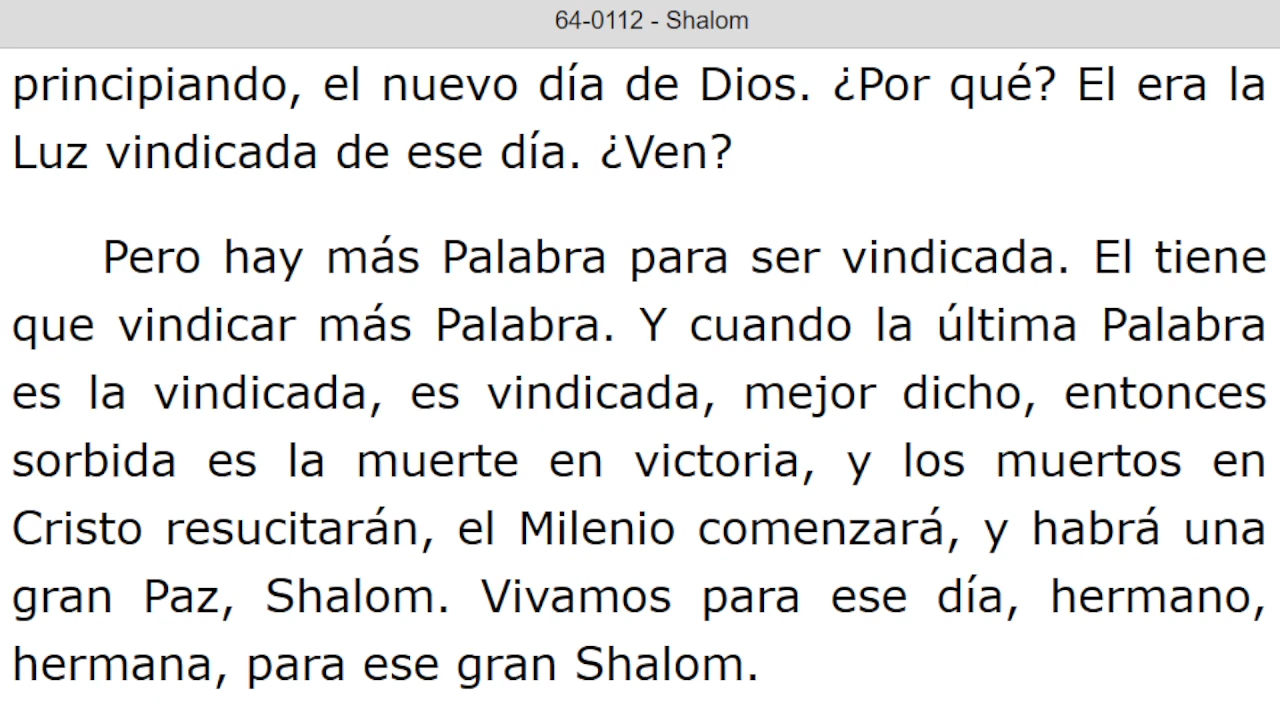 64-0112 - Shalom
principiando, el nuevo día de Dios. ¿Por qué? El era la
Luz vindicada de ese día. ¿Ven?
Pero hay más Palabra para ser vindicada. El tiene
que vindicar más Palabra. Y cuando la última Palabra
es la vindicada, es vindicada, mejor dicho, entonces
sorbida es la muerte en victoria, y los muertos en
Cristo resucitarán, el Milenio comenzará, y habrá una
gran Paz, Shalom. Vivamos para ese día, hermano,
hermana, para ese gran Shalom.